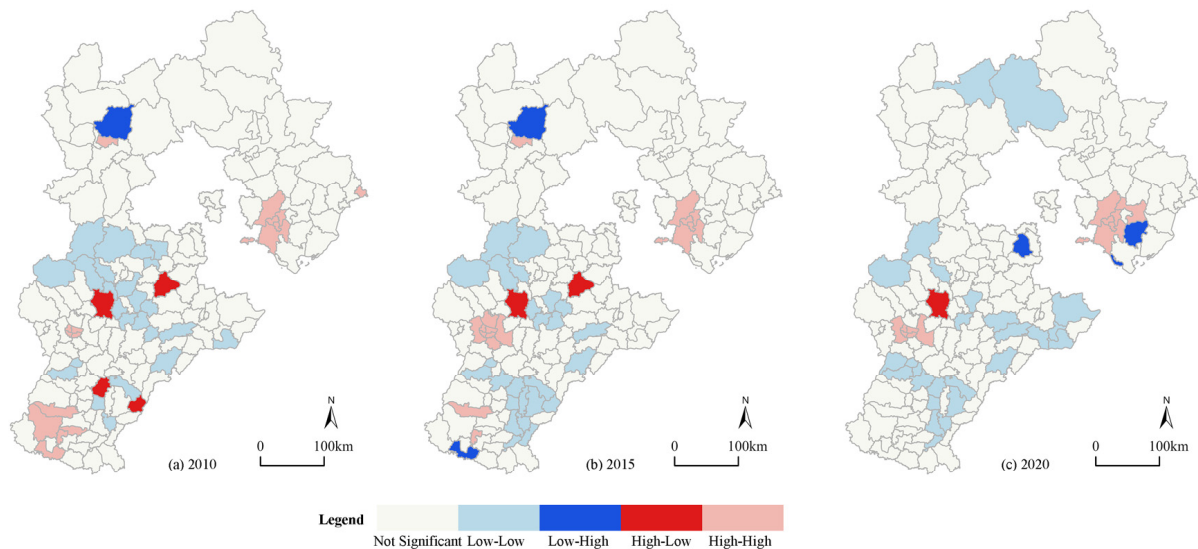 N
0 100km
(a) 2010
N
0 100km
(b) 2015
N
0 100km
(c) 2020
Legend
Not Significant Low-Low Low-High High-Low High-High